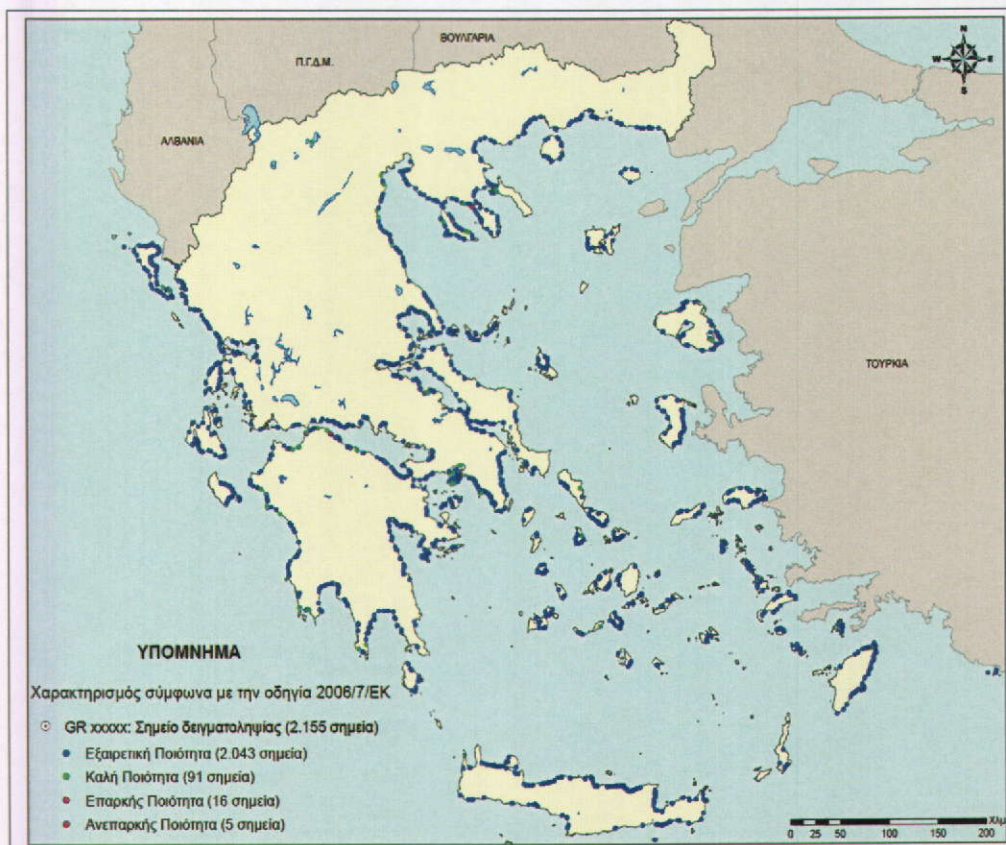 ΒΟΥΛΓΑΡΙΑ
Π.Γ.Δ.Μ.
N
W E
S
ΑΛΒΑΝΙΑ
ΤΟΥΡΚΙΑ
ΥΠΟΜΝΗΜΑ
Χαρακτηρισμός σύμφωνα με την οδηγία 2006/7/ΕΚ
GR xxxxx: Σημείο δειγματοληψίας (2.155 σημεία)
Εξαιρετική Ποιότητα (2.043 σημεία)
Καλή Ποιότητα (91 σημεία)
Επαρκής Ποιότητα (16 σημεία)
Ανεπαρκής Ποιότητα (5 σημεία)
Χλμ
0 25 50 100 150 200